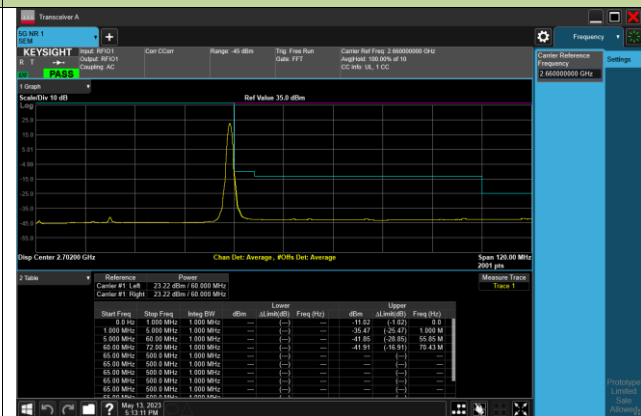 Transceiver A
5G NR 1
SEM
Frequency
KEYSIGHT
Input: RFIO1
Output: RFIO1
Coupling: AC
Corr CCorr
Range: -45 dBm
Trig: Free Run
Gate: FFT
Carrier Ref Freq: 2.660000000 GHz
Avg|Hold: 100.00% of 10
CC Info: UL, 1 CC
R T
PASS
Carrier Reference
Frequency
2.660000000 GHz
Settings
1 Graph
Scale/Div 10 dB
Ref Value 35.0 dBm
Log
25.0
15.0
5.01
-4.99
-15.0
-25.0
-35.0
-45.0
-55.0
Disp Center 2.70200 GHz
Chan Det: Average , #Offs Det: Average
Span 120.00 MHz
2001 pts
2 Table
Reference Power
Carrier #1 Left 23.22 dBm / 60.000 MHz
Carrier #1 Right 23.22 dBm / 60.000 MHz
Measure Trace
Trace 1
Lower Upper
Start Freq Stop Freq Integ BW dBm ΔLimit(dB) Freq (Hz) dBm ΔLimit(dB) Freq (Hz)
0.0 Hz 1.000 MHz 1.000 MHz --- (---) --- -11.02 (-1.02) 0.0
1.000 MHz 5.000 MHz 1.000 MHz --- (---) --- -35.47 (-25.47) 1.000 M
5.000 MHz 60.00 MHz 1.000 MHz --- (---) --- -41.85 (-28.85) 55.85 M
60.00 MHz 72.00 MHz 1.000 MHz --- (---) --- -41.91 (-16.91) 70.43 M
65.00 MHz 500.0 MHz 1.000 MHz --- (---) --- --- (---) ---
65.00 MHz 500.0 MHz 1.000 MHz --- (---) --- --- (---) ---
65.00 MHz 500.0 MHz 1.000 MHz --- (---) --- --- (---) ---
65.00 MHz 500.0 MHz 1.000 MHz --- (---) --- --- (---) ---
65.00 MHz 500.0 MHz 1.000 MHz --- (---) --- --- (---) ---
May 13, 2023
5:13:11 PM
Prototype
Limited
Sale
Allowed